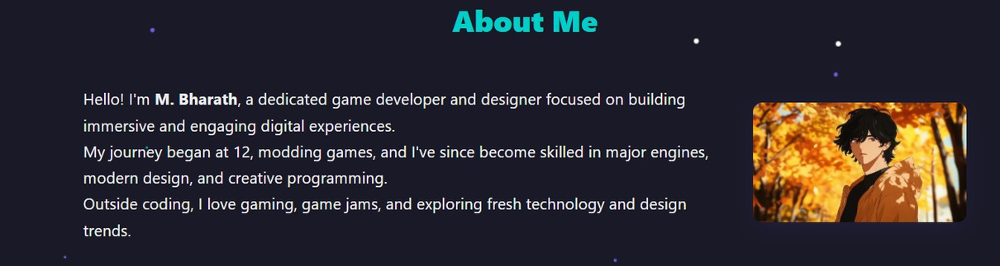 About Me
Hello! I'm M. Bharath, a dedicated game developer and designer focused on building
immersive and engaging digital experiences.
My journey began at 12, modding games, and I've since become skilled in major engines,
modern design, and creative programming.
Outside coding, I love gaming, game jams, and exploring fresh technology and design
trends.